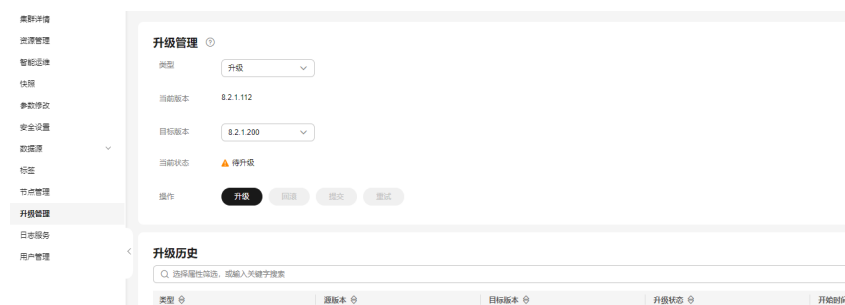 集群详情
资源管理
智能运维
快照
参数修改
安全设置
数据源
标签
节点管理
升级管理
日志服务
用户管理
升级管理
类型 升级
当前版本 8.2.1.112
目标版本 8.2.1.200
当前状态 待升级
操作 升级 回滚 提交 重试
升级历史
选择属性筛选，或输入关键字搜索
类型 源版本 目标版本 升级状态 开始时间